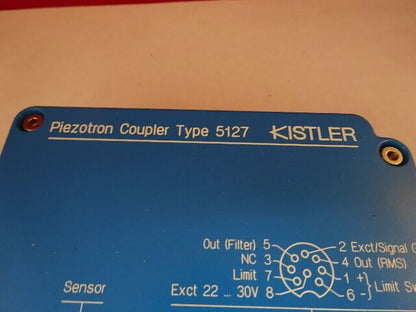 Piezotron Coupler Type 5127 KISTLER
Out (Filter) 5 2 Exct/Signal G
NC 3 4 Out (RMS)
Limit 7 1 + Limit Sw
Exct 22 ... 30V 8 6 -
Sensor